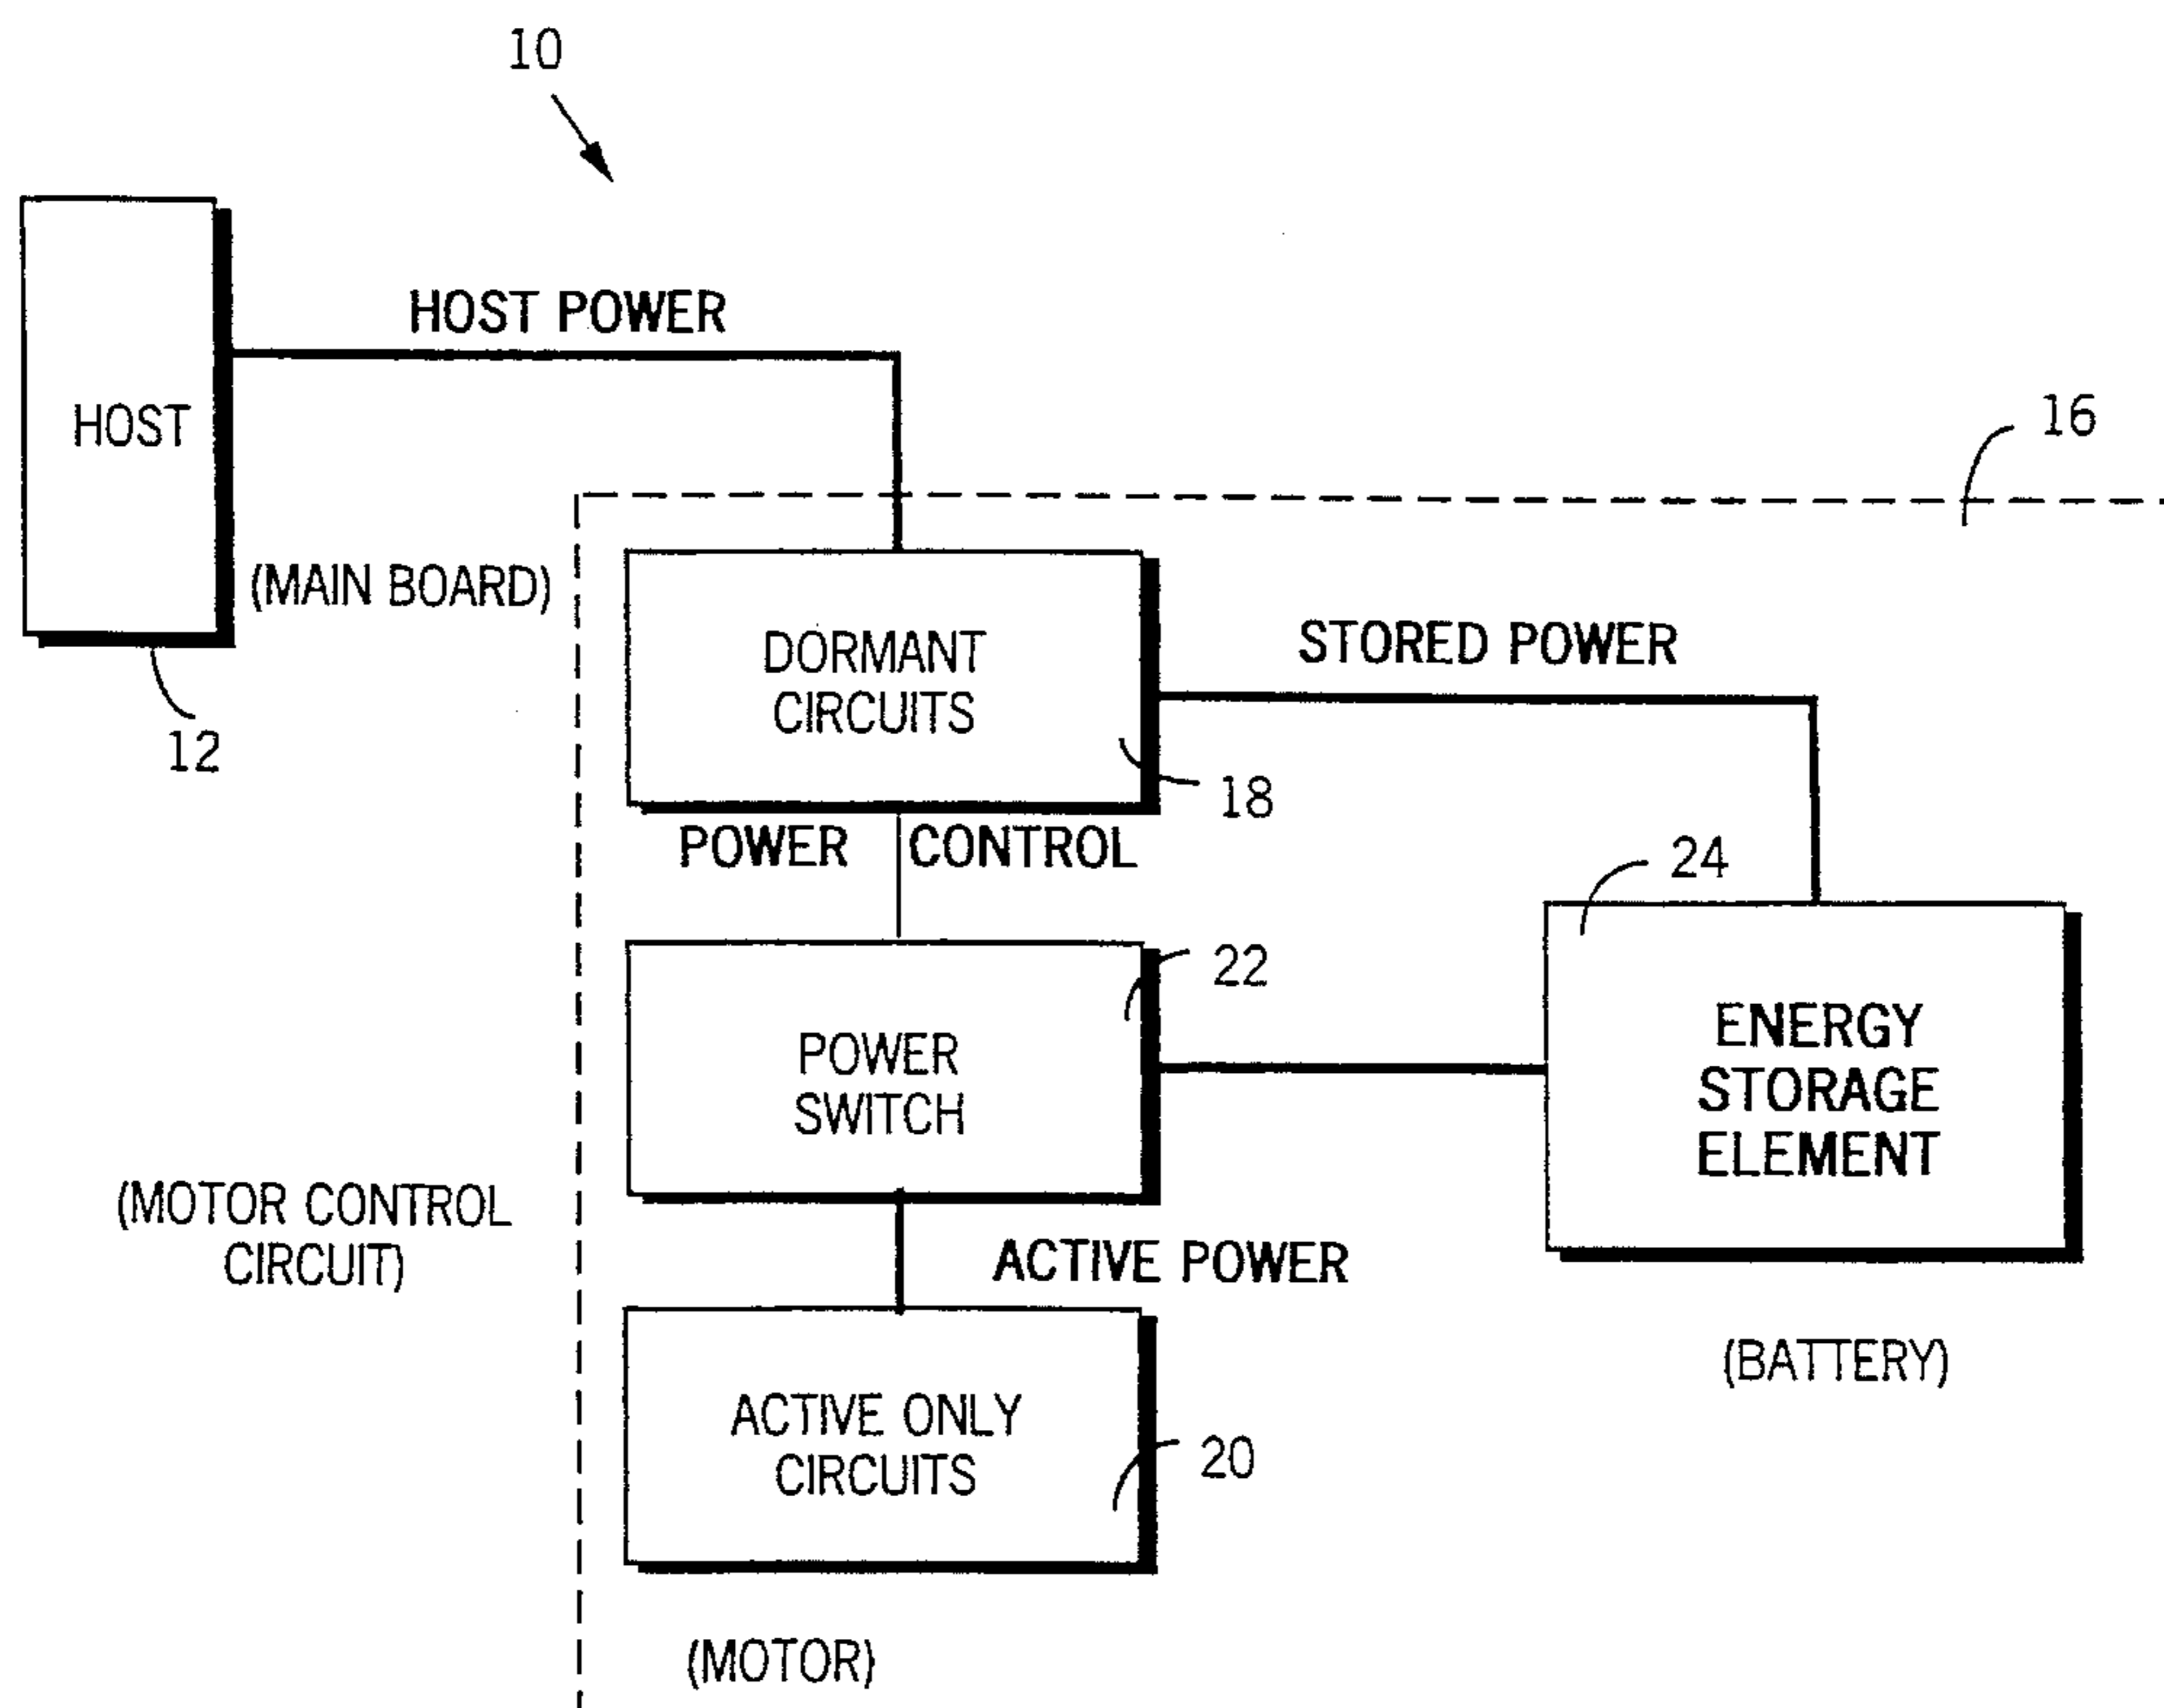 10
HOST POWER
HOST
16
(MAIN BOARD)
DORMANT
CIRCUITS
STORED POWER
12
18
POWER CONTROL
24
22
POWER
SWITCH
ENERGY
STORAGE
ELEMENT
(MOTOR CONTROL
CIRCUIT)
ACTIVE POWER
(BATTERY)
ACTIVE ONLY
CIRCUITS
20
(MOTOR)